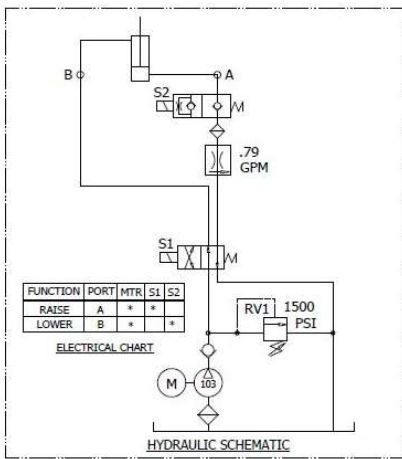 B
A
S2
.79
GPM
S1
FUNCTION PORT MTR S1 S2
RAISE A * *
LOWER B * *
ELECTRICAL CHART
RV1 1500
PSI
M
103
HYDRAULIC SCHEMATIC